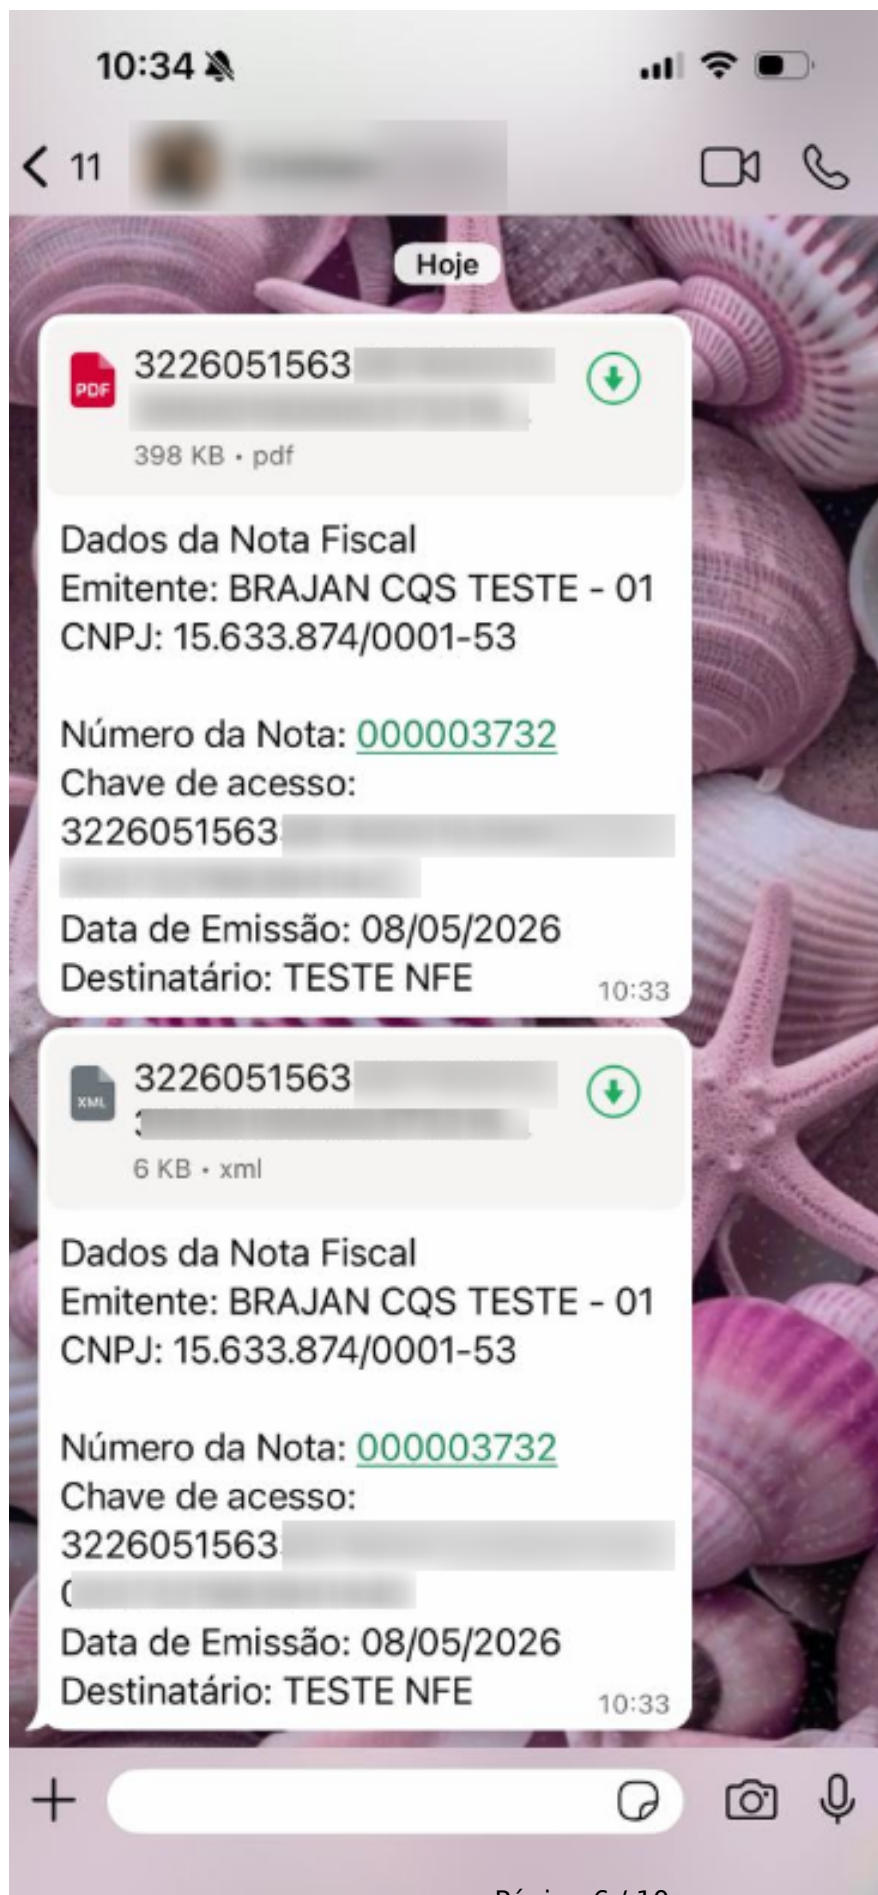 10:34
11
Hoje
PDF
3226051563
398 KB • pdf
Dados da Nota Fiscal
Emitente: BRAJAN CQS TESTE - 01
CNPJ: 15.633.874/0001-53
Número da Nota: 000003732
Chave de acesso:
3226051563
Data de Emissão: 08/05/2026
Destinatário: TESTE NFE
10:33
3226051563
XML
6 KB • xml
Dados da Nota Fiscal
Emitente: BRAJAN CQS TESTE - 01
CNPJ: 15.633.874/0001-53
Número da Nota: 000003732
Chave de acesso:
3226051563
Data de Emissão: 08/05/2026
Destinatário: TESTE NFE
10:33